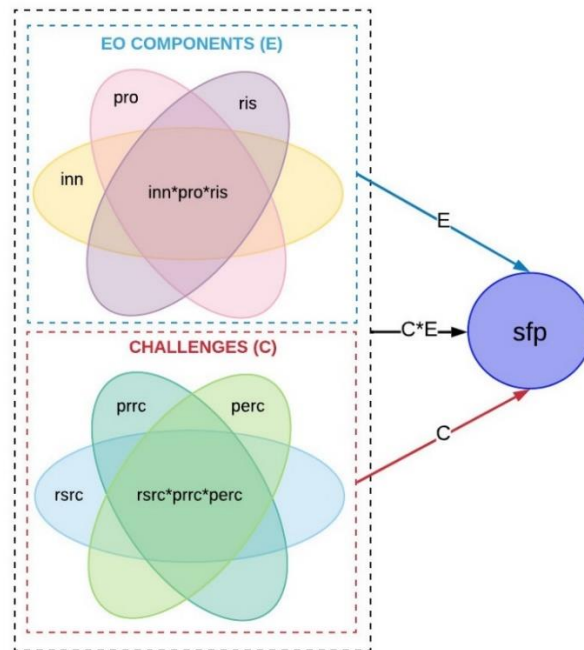 EO COMPONENTS (E)
pro
ris
inn
inn*pro*ris
E
C*E
sfp
CHALLENGES (C)
prrc
perc
C
rsrc
rsrc*prrc*perc